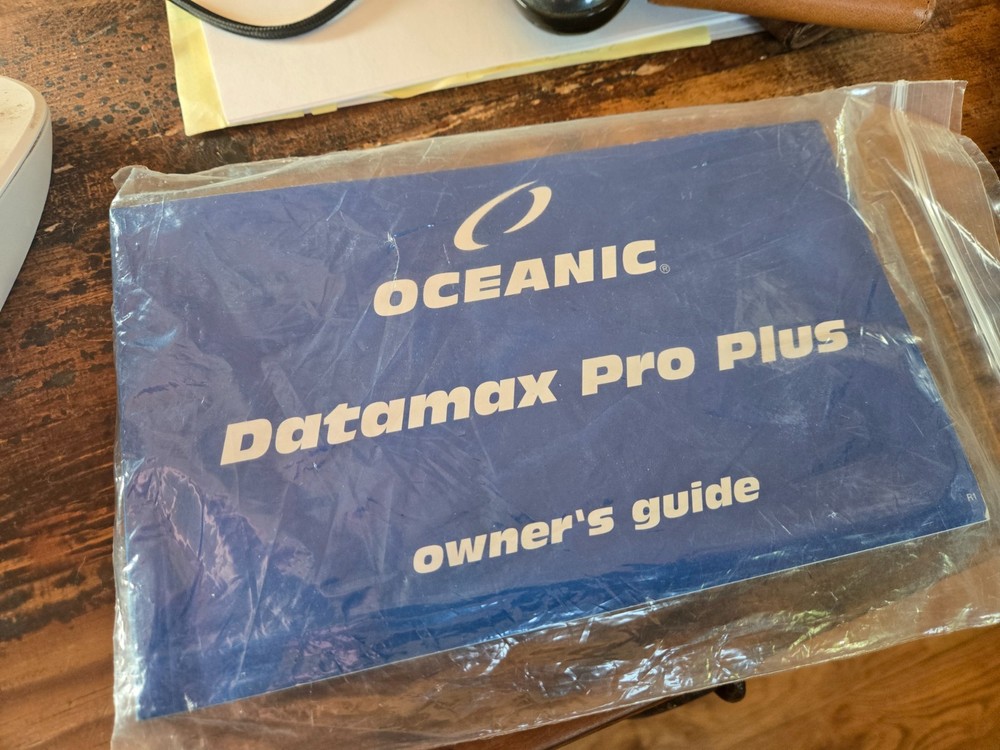 OCEANIC®
Datamax Pro Plus
owner's guide
R1